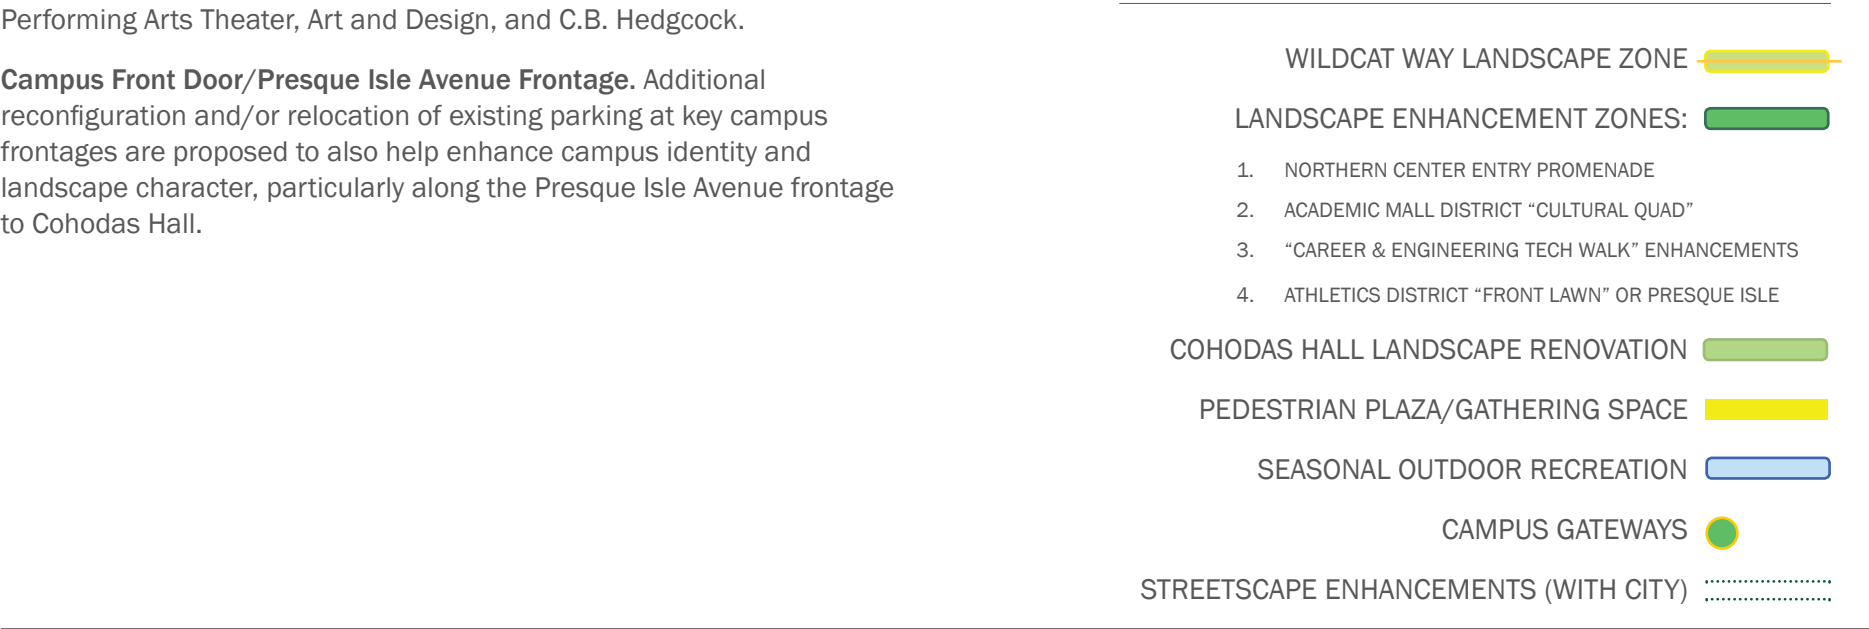 Performing Arts Theater, Art and Design, and C.B. Hedgcock.
Campus Front Door/Presque Isle Avenue Frontage. Additional
reconfiguration and/or relocation of existing parking at key campus
frontages are proposed to also help enhance campus identity and
landscape character, particularly along the Presque Isle Avenue frontage
to Cohodas Hall.
WILDCAT WAY LANDSCAPE ZONE
LANDSCAPE ENHANCEMENT ZONES:
1. NORTHERN CENTER ENTRY PROMENADE
2. ACADEMIC MALL DISTRICT “CULTURAL QUAD”
3. “CAREER & ENGINEERING TECH WALK” ENHANCEMENTS
4. ATHLETICS DISTRICT “FRONT LAWN” OR PRESQUE ISLE
COHODAS HALL LANDSCAPE RENOVATION
PEDESTRIAN PLAZA/GATHERING SPACE
SEASONAL OUTDOOR RECREATION
CAMPUS GATEWAYS
STREETSCAPE ENHANCEMENTS (WITH CITY)